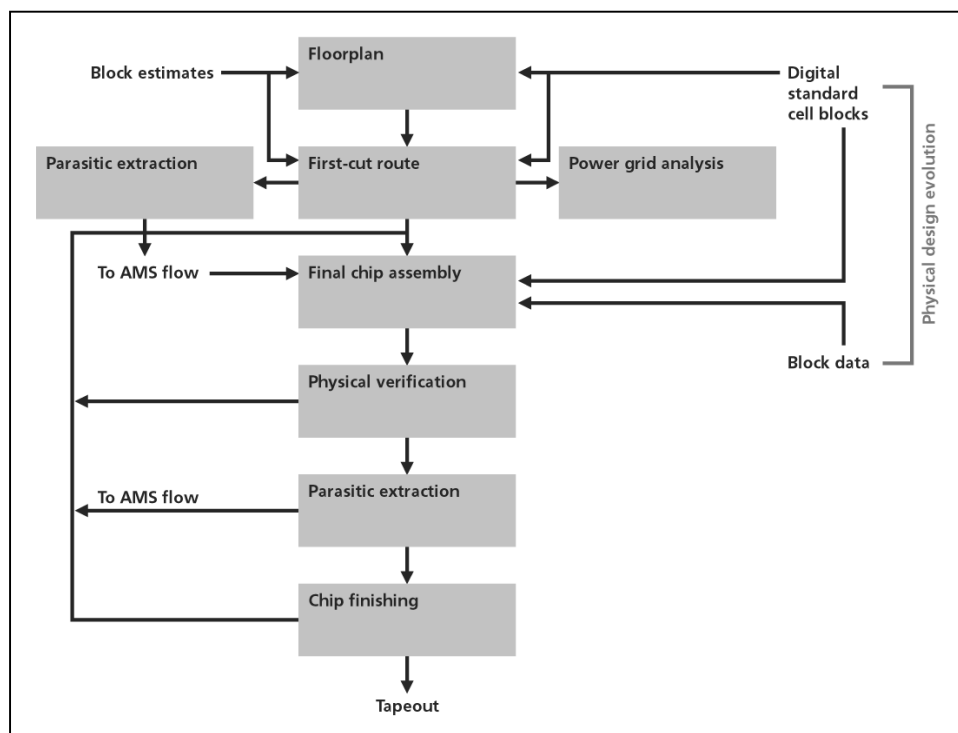 Floorplan
Block estimates
Digital
standard
cell blocks
Parasitic extraction
First-cut route
Power grid analysis
Physical design evolution
To AMS flow
Final chip assembly
Block data
Physical verification
To AMS flow
Parasitic extraction
Chip finishing
Tapeout